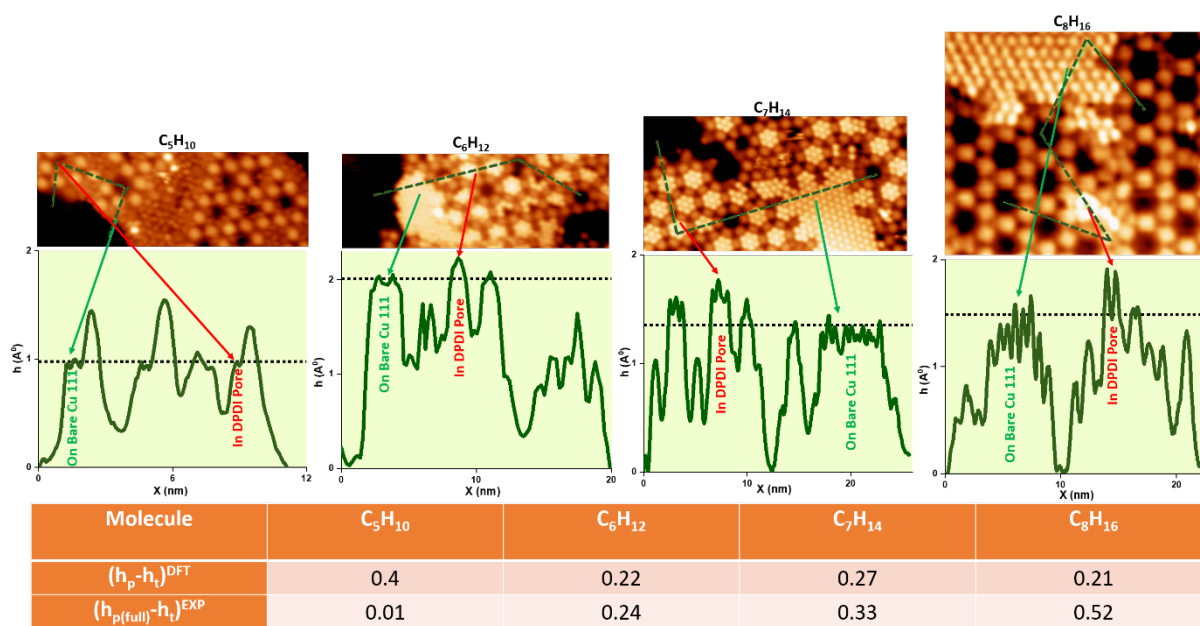 C₈H₁₆
C₇H₁₄
C₅H₁₀
C₆H₁₂
2
1
0
h (A⁰)
0
6
12
X (nm)
On Bare Cu 111
In DPDI Pore
2
1
0
h (A⁰)
0
10
20
X (nm)
On Bare Cu 111
In DPDI Pore
2
1
0
h (A⁰)
0
10
20
X (nm)
In DPDI Pore
On Bare Cu 111
2
1
0
h (A⁰)
0
10
20
X (nm)
On Bare Cu 111
In DPDI Pore
Molecule C₅H₁₀ C₆H₁₂ C₇H₁₄ C₈H₁₆
(hₚ-hₜ)ᴰᶠᵀ 0.4 0.22 0.27 0.21
(hₚ(full)-hₜ)ᴱˣᴾ 0.01 0.24 0.33 0.52